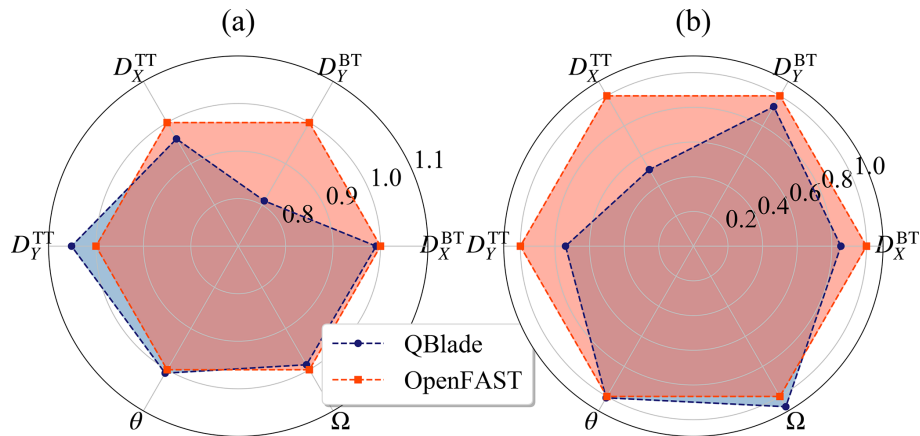 (a)
(b)
D_X^TT
D_Y^BT
1.1
1.0
0.9
0.8
D_Y^TT
D_X^BT
θ
Ω
D_X^TT
D_Y^BT
1.0
0.8
0.6
0.4
0.2
D_Y^TT
D_X^BT
θ
Ω
QBlade
OpenFAST